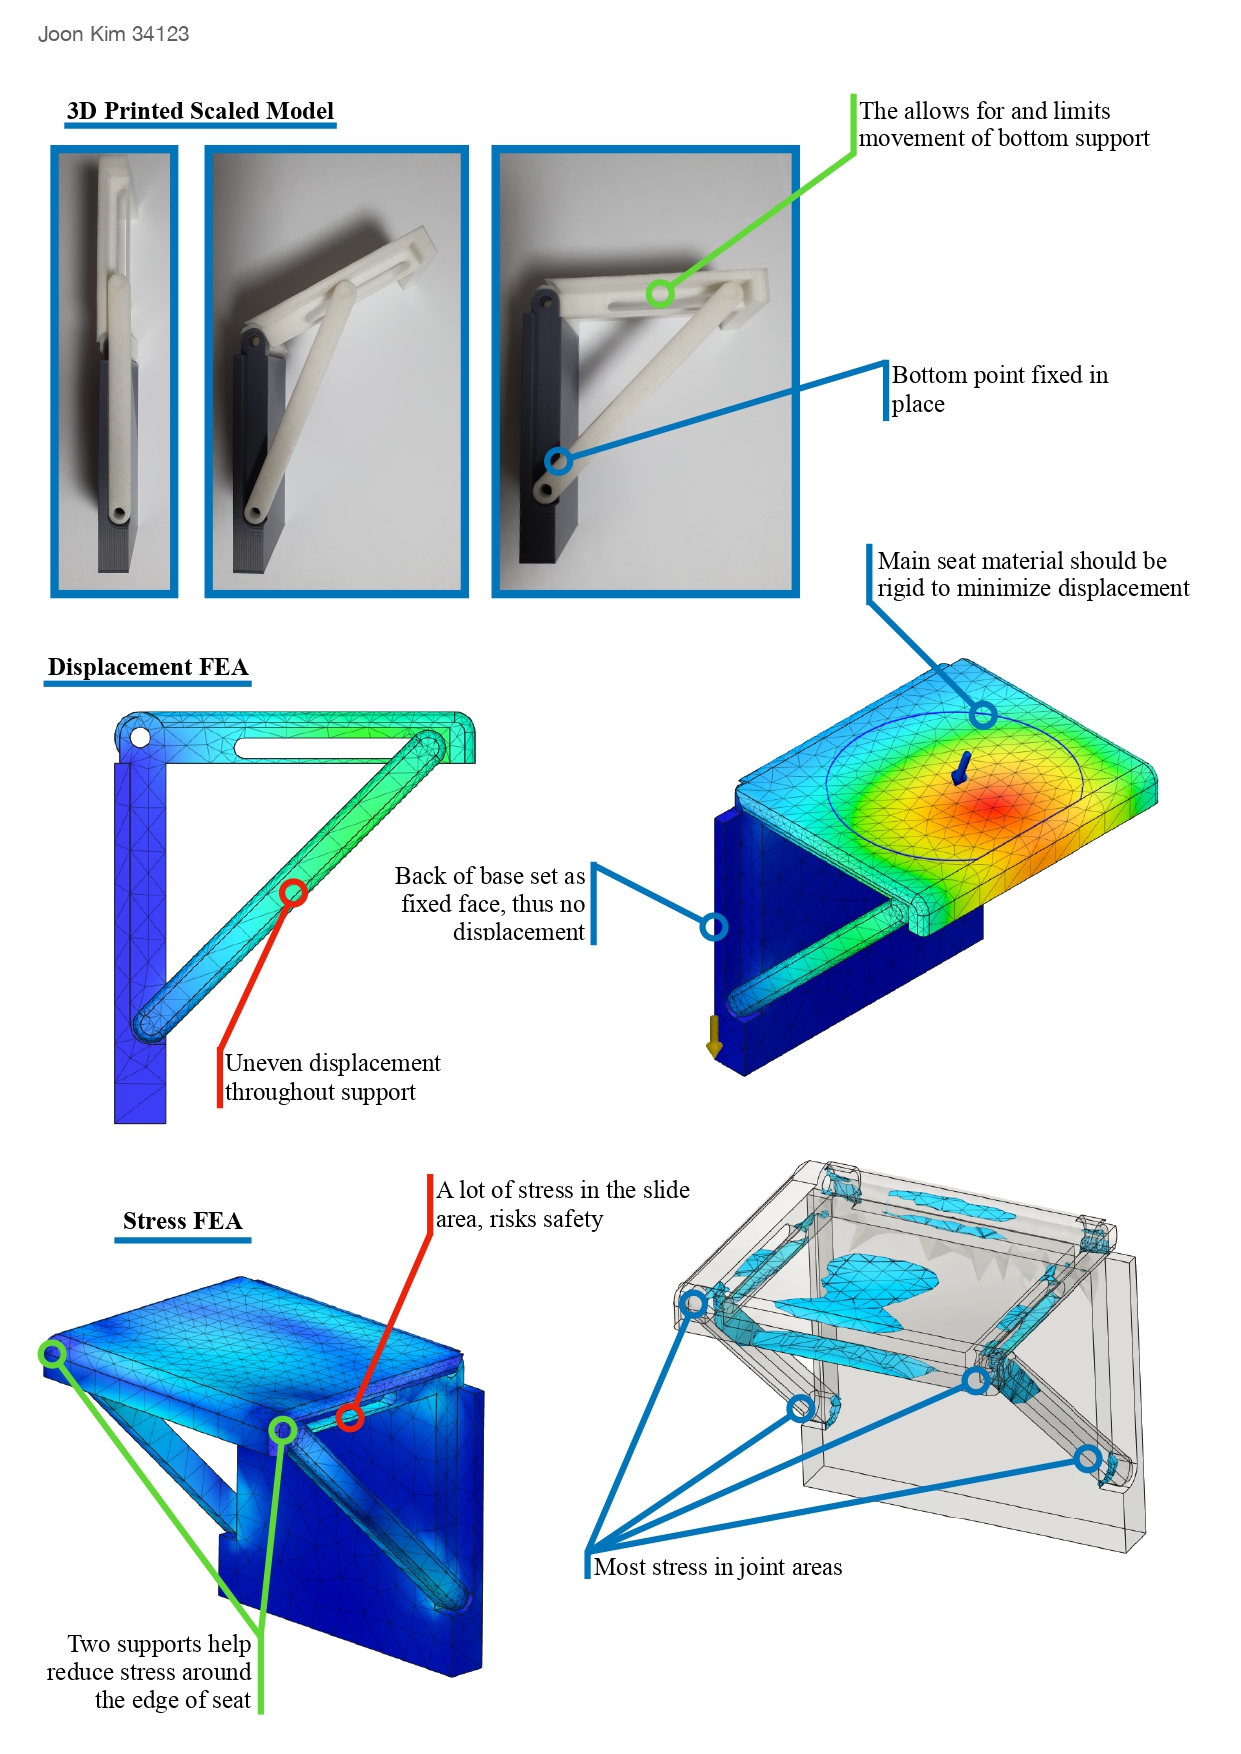 Joon Kim 34123
3D Printed Scaled Model
The allows for and limits
movement of bottom support
Bottom point fixed in
place
Main seat material should be
rigid to minimize displacement
Displacement FEA
Back of base set as
fixed face, thus no
displacement
Uneven displacement
throughout support
A lot of stress in the slide
area, risks safety
Stress FEA
Most stress in joint areas
Two supports help
reduce stress around
the edge of seat